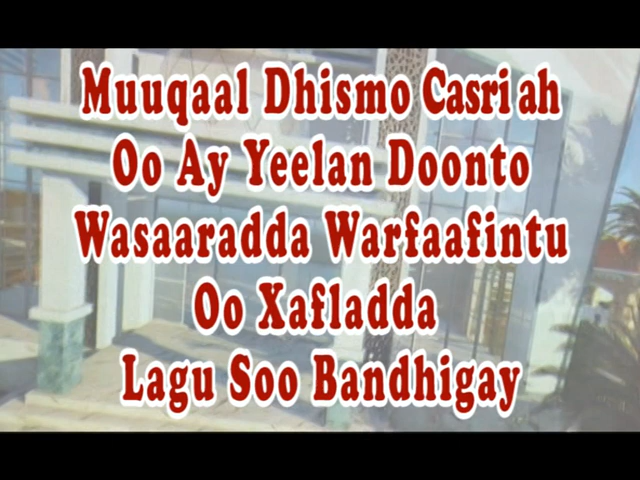 Muuqaal Dhismo Casri ah
Oo Ay Yeelan Doonto
Wasaaradda Warfaafintu
Oo Xafladda
Lagu Soo Bandhigay